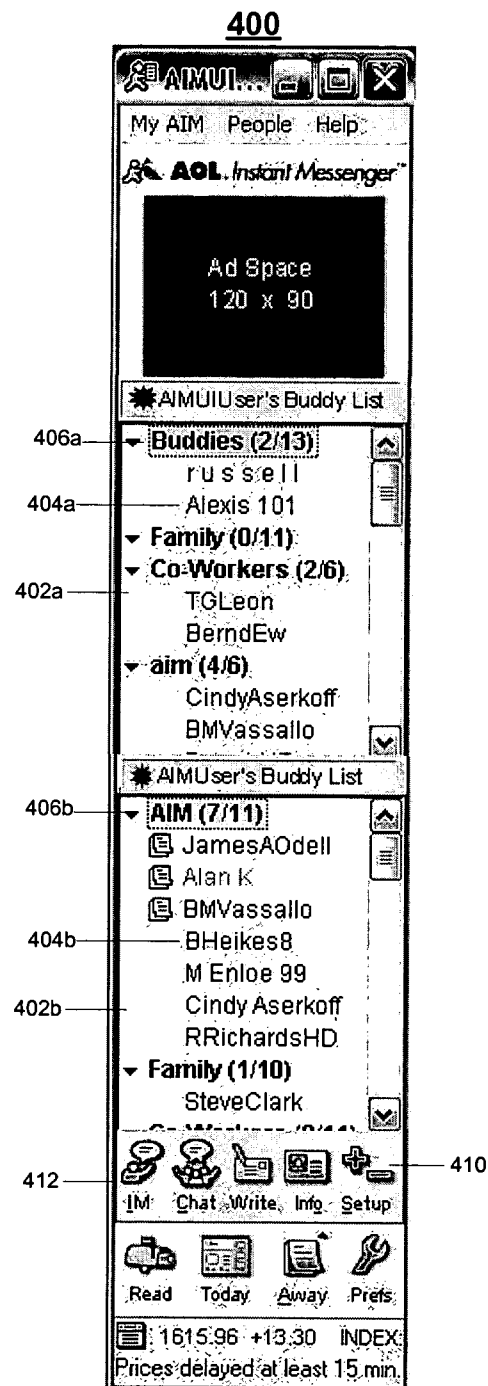 400
AIMUI...
My AIM People Help
AOL Instant Messenger™
Ad Space
120 x 90
AIMUIUser's Buddy List
406a Buddies (2/13)
russell
404a Alexis 101
Family (0/11)
402a Co-Workers (2/6)
TGLeon
BerndEw
aim (4/6)
CindyAserkoff
BMVassallo
AIMUser's Buddy List
406b AIM (7/11)
JamesAOdell
Alan K
BMVassallo
404b BHeikes8
M Enloe 99
402b Cindy Aserkoff
RRichardsHD
Family (1/10)
SteveClark
412 410
IM Chat Write Info Setup
Read Today Away Prefs
1615.96 +13.30 INDEX
Prices delayed at least 15 min.